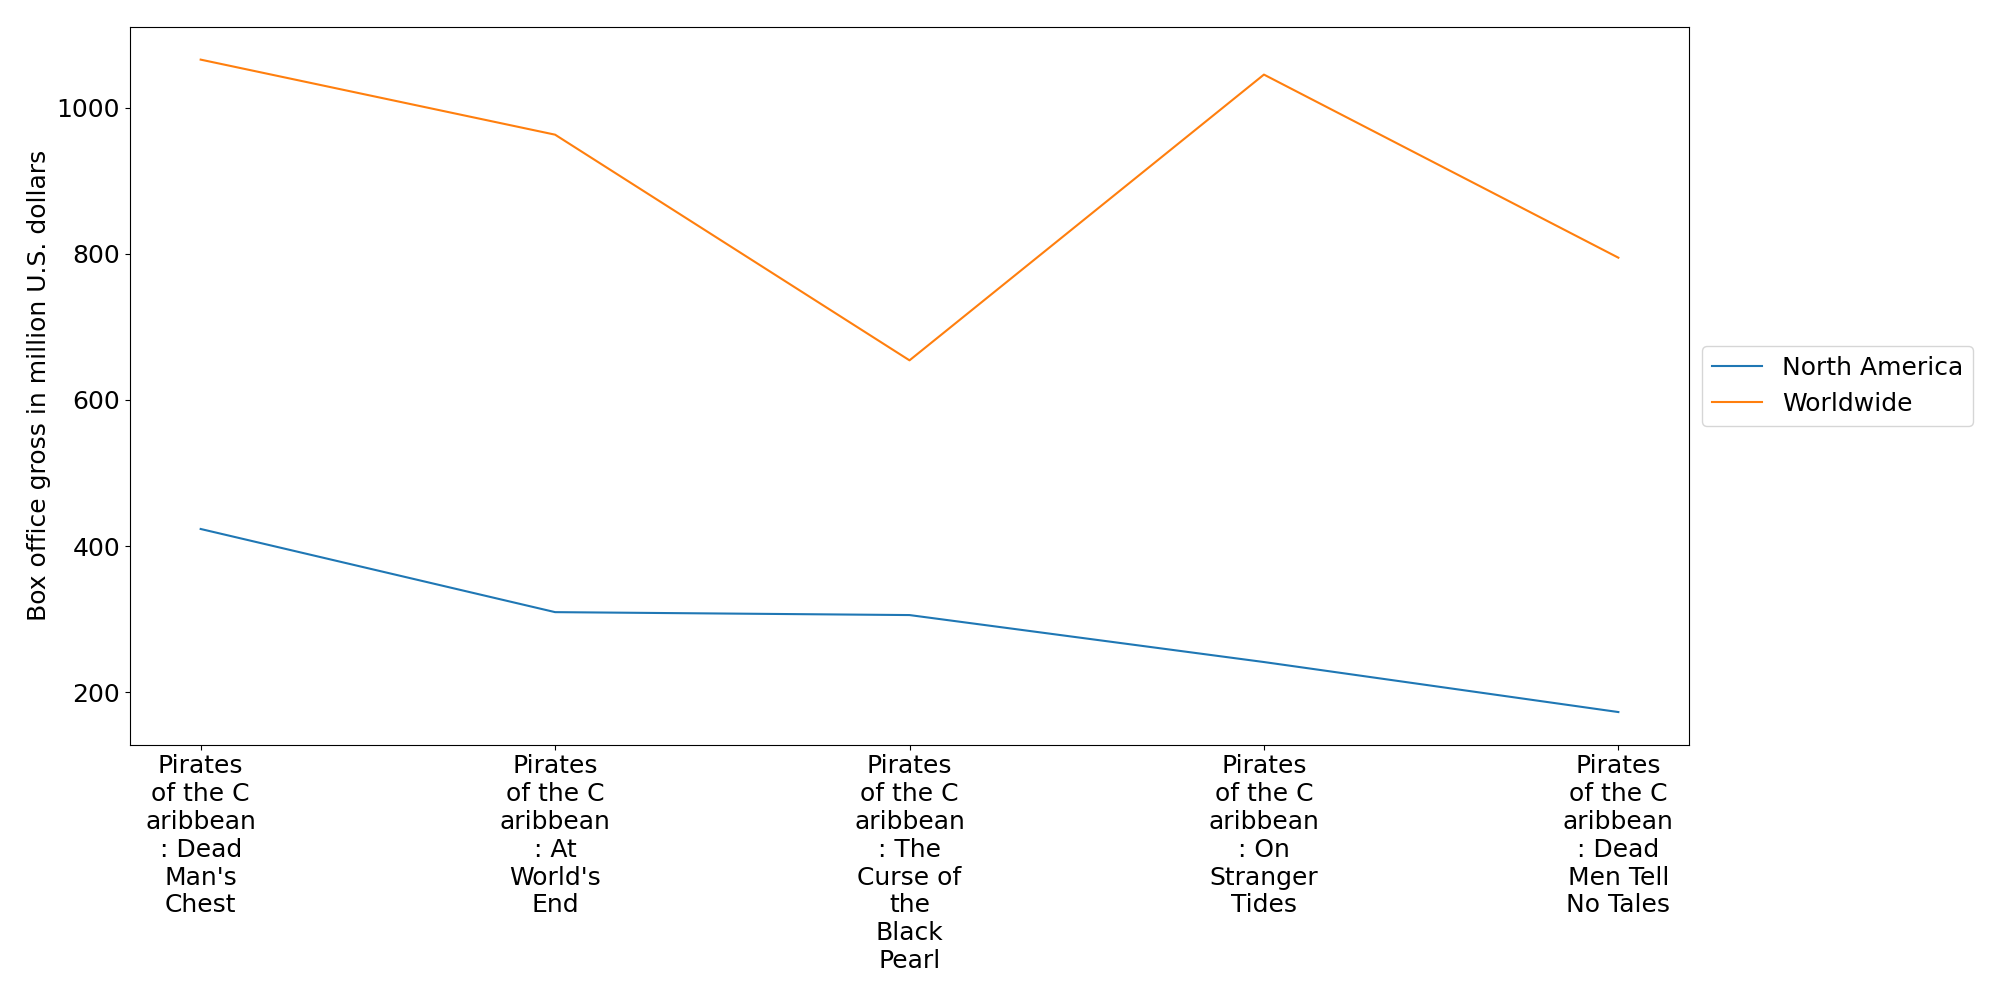 Box office gross in million U.S. dollars
1000
800
600
400
200
Pirates
of the C
aribbean
: Dead
Man's
Chest
Pirates
of the C
aribbean
: At
World's
End
Pirates
of the C
aribbean
: The
Curse of
the
Black
Pearl
Pirates
of the C
aribbean
: On
Stranger
Tides
Pirates
of the C
aribbean
: Dead
Men Tell
No Tales
North America
Worldwide